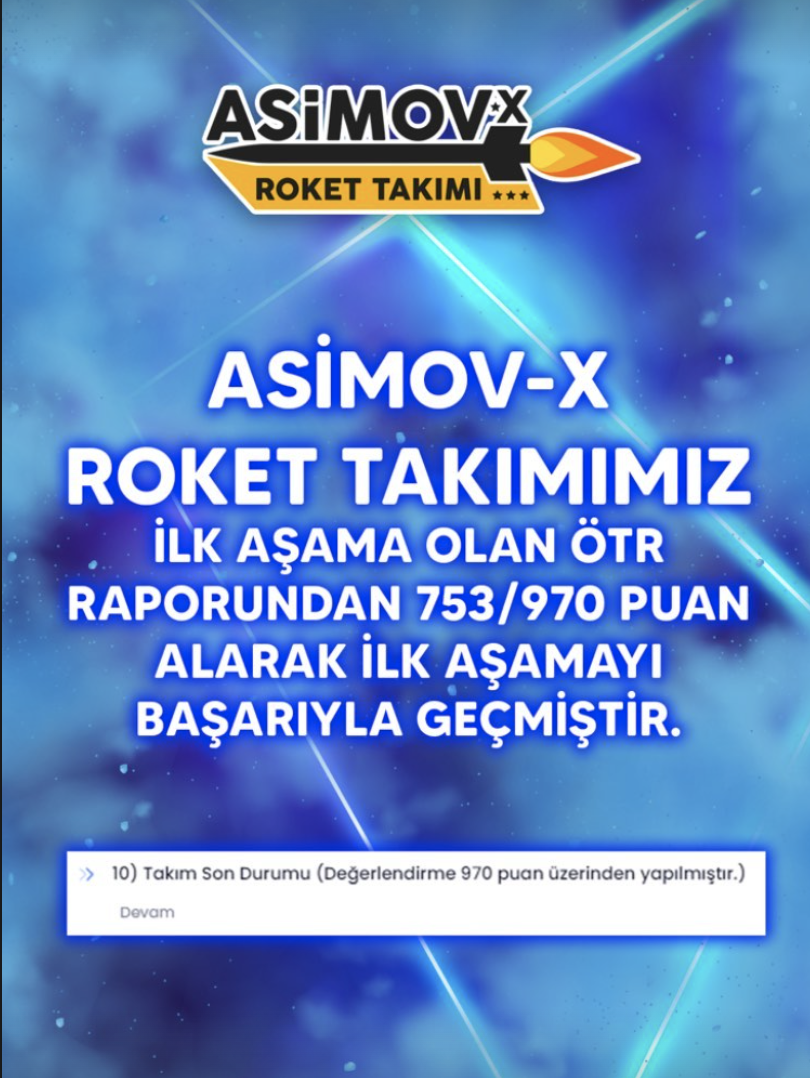 ASiMOV-X
ROKET TAKIMI
ASİMOV-X
ROKET TAKIMIMIZ
İLK AŞAMA OLAN ÖTR
RAPORUNDAN 753/970 PUAN
ALARAK İLK AŞAMAYI
BAŞARIYLA GEÇMİŞTİR.
10) Takım Son Durumu (Değerlendirme 970 puan üzerinden yapılmıştır.)
Devam